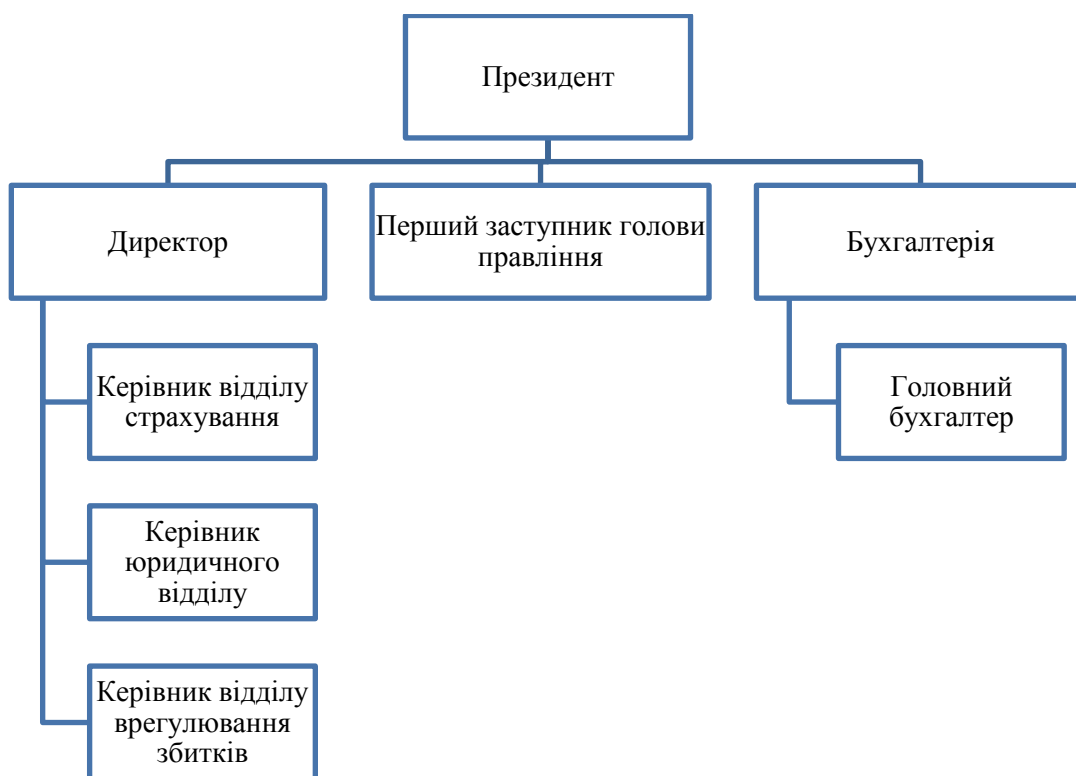 Президент
Директор
Перший заступник голови
правління
Бухгалтерія
Керівник відділу
страхування
Головний
бухгалтер
Керівник
юридичного
відділу
Керівник відділу
врегулювання
збитків